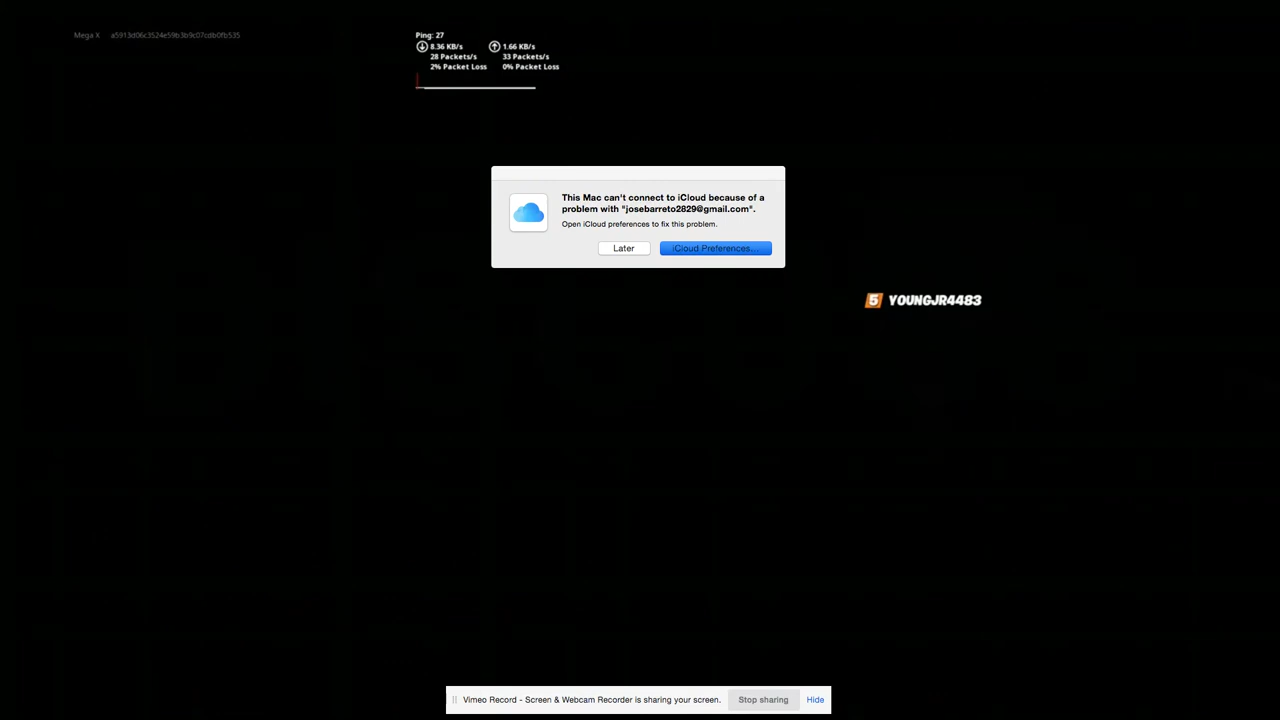 Mega X a5913d06c3524e59b3b9c07cdb0fb535
Ping: 27
8.36 KB/s 1.66 KB/s
28 Packets/s 33 Packets/s
2% Packet Loss 0% Packet Loss
This Mac can't connect to iCloud because of a
problem with "josebarreto2829@gmail.com".
Open iCloud preferences to fix this problem.
Later iCloud Preferences...
5 YOUNGJR4483
Vimeo Record - Screen & Webcam Recorder is sharing your screen. Stop sharing Hide